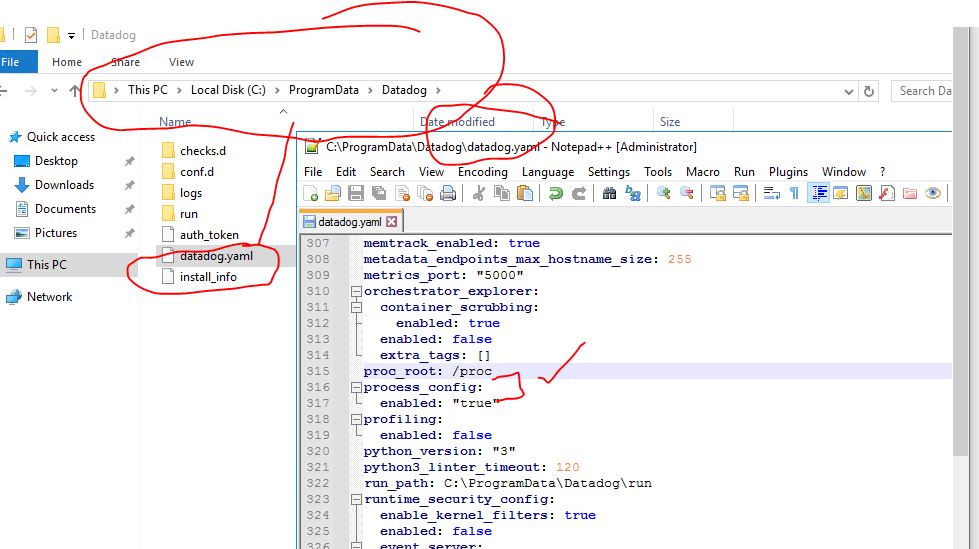 Datadog
File Home Share View
This PC Local Disk (C:) ProgramData Datadog
Search Da
Name Date modified Type Size
Quick access
Desktop
Downloads
Documents
Pictures
This PC
Network
checks.d
conf.d
logs
run
auth_token
datadog.yaml
install_info
C:\ProgramData\Datadog\datadog.yaml - Notepad++ [Administrator]
File Edit Search View Encoding Language Settings Tools Macro Run Plugins Window ?
datadog.yaml
307 memtrack_enabled: true
308 metadata_endpoints_max_hostname_size: 255
309 metrics_port: "5000"
310 orchestrator_explorer:
311 container_scrubbing:
312 enabled: true
313 enabled: false
314 extra_tags: []
315 proc_root: /proc
316 process_config:
317 enabled: "true"
318 profiling:
319 enabled: false
320 python_version: "3"
321 python3_linter_timeout: 120
322 run_path: C:\ProgramData\Datadog\run
323 runtime_security_config:
324 enable_kernel_filters: true
325 enabled: false
326 event_server: